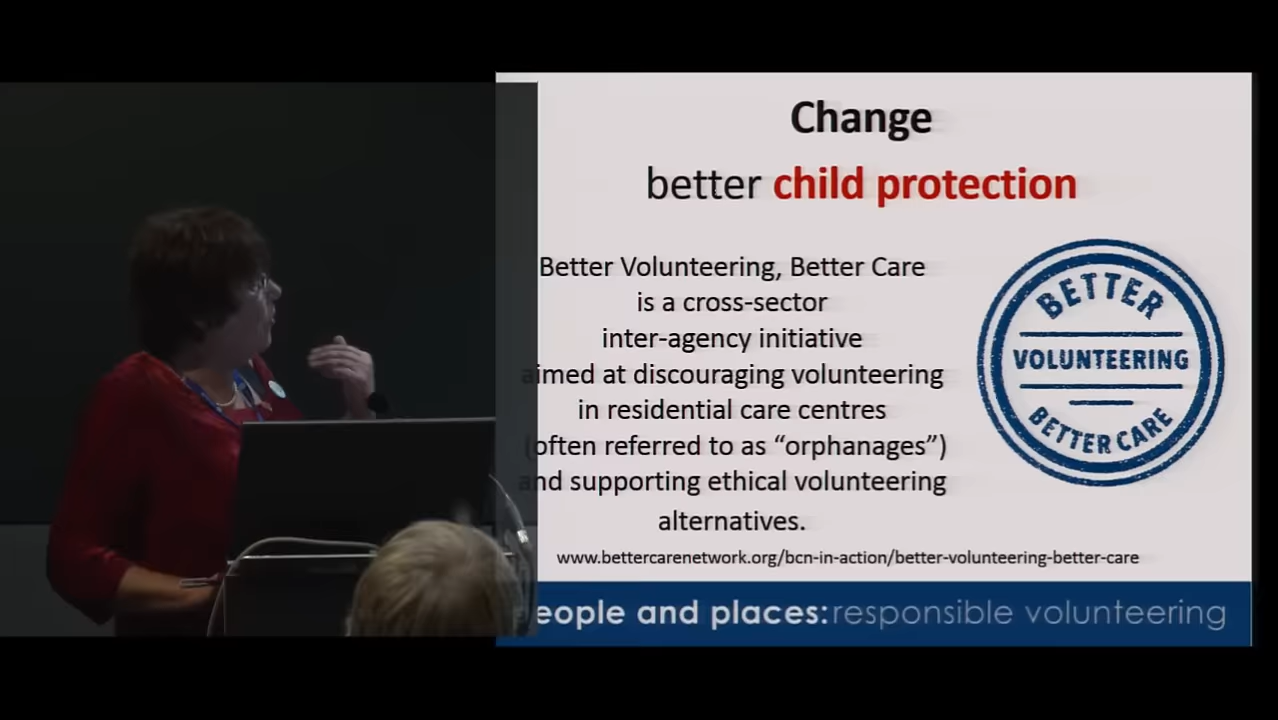 Change
better child protection
Better Volunteering, Better Care
is a cross-sector
inter-agency initiative
aimed at discouraging volunteering
in residential care centres
(often referred to as “orphanages”)
and supporting ethical volunteering
alternatives.
www.bettercarenetwork.org/bcn-in-action/better-volunteering-better-care
BETTER
VOLUNTEERING
BETTER CARE
people and places: responsible volunteering